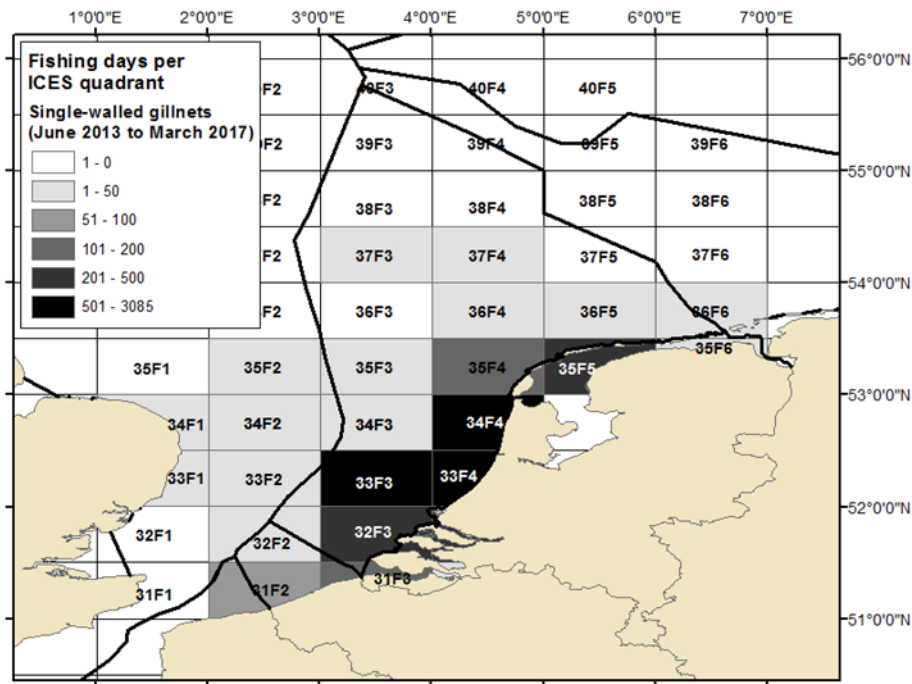 1°0'0"E 2°0'0"E 3°0'0"E 4°0'0"E 5°0'0"E 6°0'0"E 7°0'0"E
Fishing days per
ICES quadrant
Single-walled gillnets
(June 2013 to March 2017)
1 - 0
1 - 50
51 - 100
101 - 200
201 - 500
501 - 3085
F2 40F3 40F4 40F5 56°0'0"N
F2 39F3 39F4 39F5 39F6
55°0'0"N
F2 38F3 38F4 38F5 38F6
F2 37F3 37F4 37F5 37F6
54°0'0"N
F2 36F3 36F4 36F5 36F6
35F1 35F2 35F3 35F4 35F5 35F6
53°0'0"N
34F1 34F2 34F3 34F4
33F1 33F2 33F3 33F4
52°0'0"N
32F1 32F2 32F3
31F1 31F2 31F3
51°0'0"N